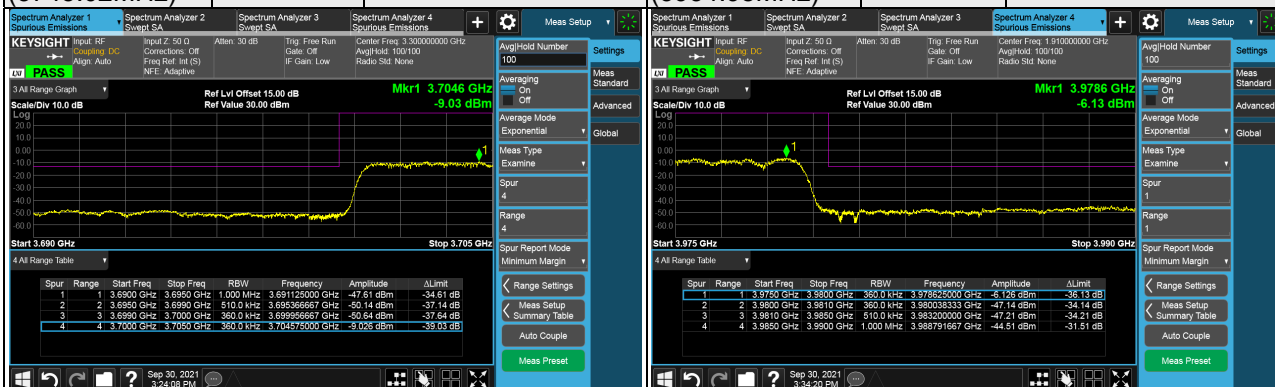 (3745.02MHz)
Spectrum Analyzer 1
Spurious Emissions
Spectrum Analyzer 2
Swept SA
Spectrum Analyzer 3
Swept SA
Spectrum Analyzer 4
Spurious Emissions
+
Meas Setup
KEYSIGHT
Input: RF
Coupling: DC
Align: Auto
Input Z: 50 Ω
Corrections: Off
Freq Ref: Int (S)
NFE: Adaptive
Atten: 30 dB
Trig: Free Run
Gate: Off
IF Gain: Low
Center Freq: 3.300000000 GHz
Avg|Hold: 100/100
Radio Std: None
LXI PASS
3 All Range Graph
Ref Lvl Offset 15.00 dB
Ref Value 30.00 dBm
Mkr1 3.7046 GHz
-9.03 dBm
Scale/Div 10.0 dB
Log
20.0
10.0
0.00
-10.0
-20.0
-30.0
-40.0
-50.0
-60.0
1
Start 3.690 GHz
Stop 3.705 GHz
4 All Range Table
Spur Range Start Freq Stop Freq RBW Frequency Amplitude ΔLimit
1 1 3.6900 GHz 3.6950 GHz 1.000 MHz 3.691125000 GHz -47.61 dBm -34.61 dB
2 2 3.6950 GHz 3.6990 GHz 510.0 kHz 3.695366667 GHz -50.14 dBm -37.14 dB
3 3 3.6990 GHz 3.7000 GHz 360.0 kHz 3.699956667 GHz -50.64 dBm -37.64 dB
4 4 3.7000 GHz 3.7050 GHz 360.0 kHz 3.704575000 GHz -9.026 dBm -39.03 dB
Avg|Hold Number
100
Averaging
On
Off
Average Mode
Exponential
Meas Type
Examine
Spur
4
Range
4
Spur Report Mode
Minimum Margin
Range Settings
Meas Setup
Summary Table
Auto Couple
Meas Preset
Settings
Meas
Standard
Advanced
Global
?
Sep 30, 2021
3:24:08 PM
Spectrum Analyzer 1
Spurious Emissions
Spectrum Analyzer 2
Swept SA
Spectrum Analyzer 3
Swept SA
Spectrum Analyzer 4
Spurious Emissions
+
Meas Setup
KEYSIGHT
Input: RF
Coupling: DC
Align: Auto
Input Z: 50 Ω
Corrections: Off
Freq Ref: Int (S)
NFE: Adaptive
Atten: 30 dB
Trig: Free Run
Gate: Off
IF Gain: Low
Center Freq: 1.910000000 GHz
Avg|Hold: 100/100
Radio Std: None
LXI PASS
3 All Range Graph
Ref Lvl Offset 15.00 dB
Ref Value 30.00 dBm
Mkr1 3.9786 GHz
-6.13 dBm
Scale/Div 10.0 dB
Log
20.0
10.0
0.00
-10.0
-20.0
-30.0
-40.0
-50.0
-60.0
1
Start 3.975 GHz
Stop 3.990 GHz
4 All Range Table
Spur Range Start Freq Stop Freq RBW Frequency Amplitude ΔLimit
1 1 3.9750 GHz 3.9800 GHz 360.0 kHz 3.978625000 GHz -6.126 dBm -36.13 dB
2 2 3.9800 GHz 3.9810 GHz 360.0 kHz 3.980038333 GHz -47.14 dBm -34.14 dB
3 3 3.9810 GHz 3.9850 GHz 510.0 kHz 3.983200000 GHz -47.21 dBm -34.21 dB
4 4 3.9850 GHz 3.9900 GHz 1.000 MHz 3.988791667 GHz -44.51 dBm -31.51 dB
Avg|Hold Number
100
Averaging
On
Off
Average Mode
Exponential
Meas Type
Examine
Spur
1
Range
1
Spur Report Mode
Minimum Margin
Range Settings
Meas Setup
Summary Table
Auto Couple
Meas Preset
Settings
Meas
Standard
Advanced
Global
?
Sep 30, 2021
3:34:20 PM